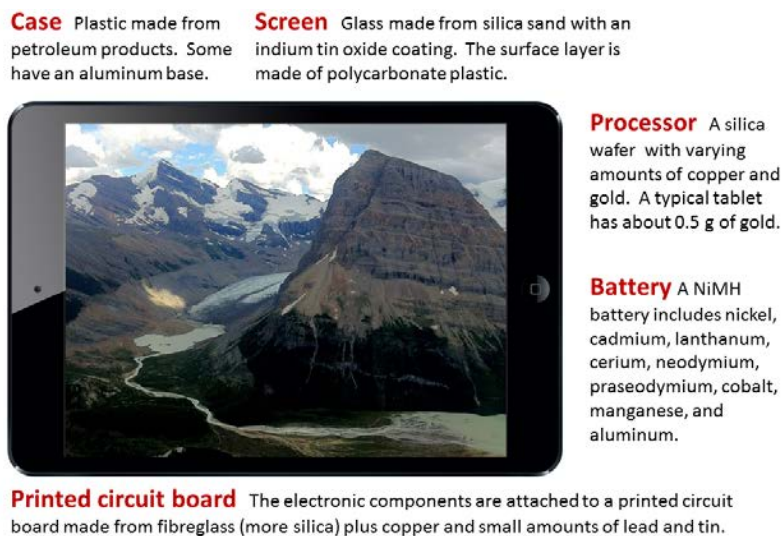 Case Plastic made from
petroleum products. Some
have an aluminum base.
Screen Glass made from silica sand with an
indium tin oxide coating. The surface layer is
made of polycarbonate plastic.
Processor A silica
wafer with varying
amounts of copper and
gold. A typical tablet
has about 0.5 g of gold.
Battery A NiMH
battery includes nickel,
cadmium, lanthanum,
cerium, neodymium,
praseodymium, cobalt,
manganese, and
aluminum.
Printed circuit board The electronic components are attached to a printed circuit
board made from fibreglass (more silica) plus copper and small amounts of lead and tin.